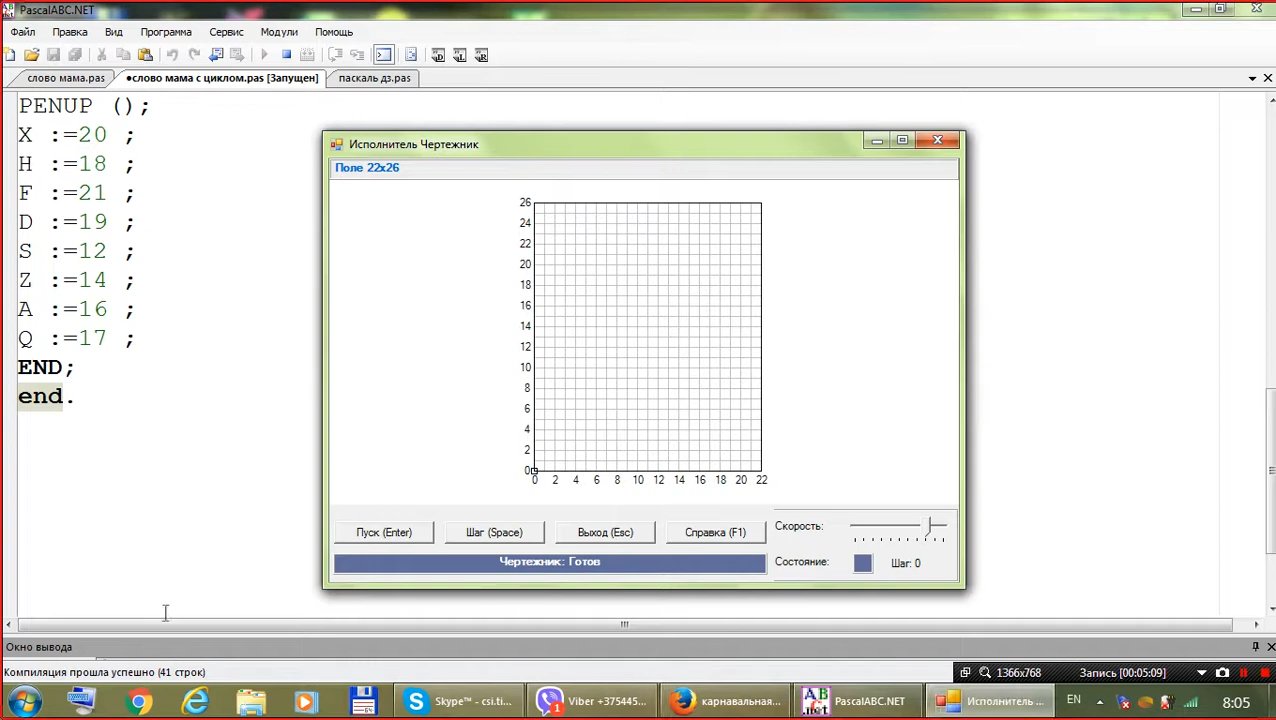 PascalABC.NET
Файл Правка Вид Программа Сервис Модули Помощь
слово мама.pas •слово мама с циклом.pas [Запущен] паскаль дз.pas
PENUP ();
X :=20 ;
H :=18 ;
F :=21 ;
D :=19 ;
S :=12 ;
Z :=14 ;
A :=16 ;
Q :=17 ;
END;
end.
Исполнитель Чертежник
Поле 22x26
26
24
22
20
18
16
14
12
10
8
6
4
2
0
0 2 4 6 8 10 12 14 16 18 20 22
Пуск (Enter) Шаг (Space) Выход (Esc) Справка (F1)
Скорость:
Чертежник: Готов
Состояние: Шаг: 0
Окно вывода
Компиляция прошла успешно (41 строк)
1366x768 Запись [00:05:09]
Skype™ - csi.ti... Viber +375445... карнавальная... PascalABC.NET Исполнитель ... EN 8:05